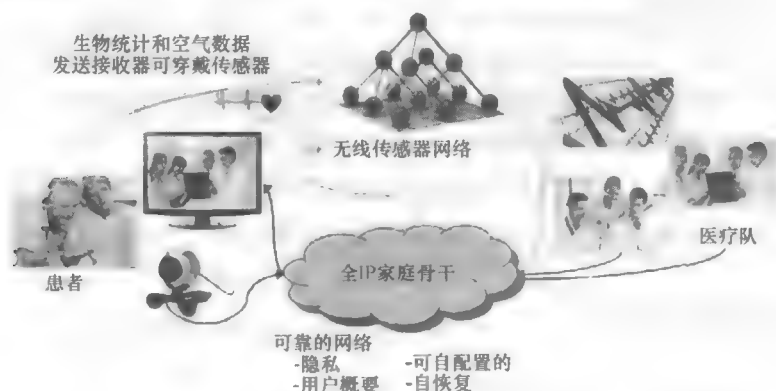 生物统计和空气数据
发送接收器可穿戴传感器
无线传感器网络
医疗队
患者
全IP家庭骨干
可靠的网络
-隐私 -可自配置的
-用户概要 -自恢复